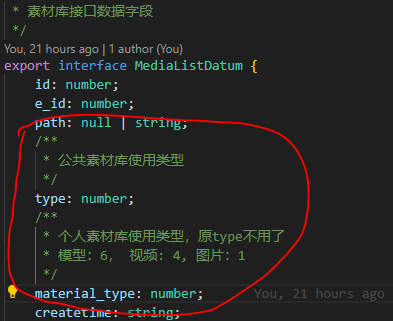 * 素材库接口数据字段
*/
You, 21 hours ago | 1 author (You)
export interface MediaListDatum {
id: number;
e_id: number;
path: null | string;
/**
* 公共素材库使用类型
*/
type: number;
/**
* 个人素材库使用类型，原type不用了
* 模型: 6,  视频: 4, 图片: 1
*/
material_type: number; You, 21 hours ago
createtime: string;